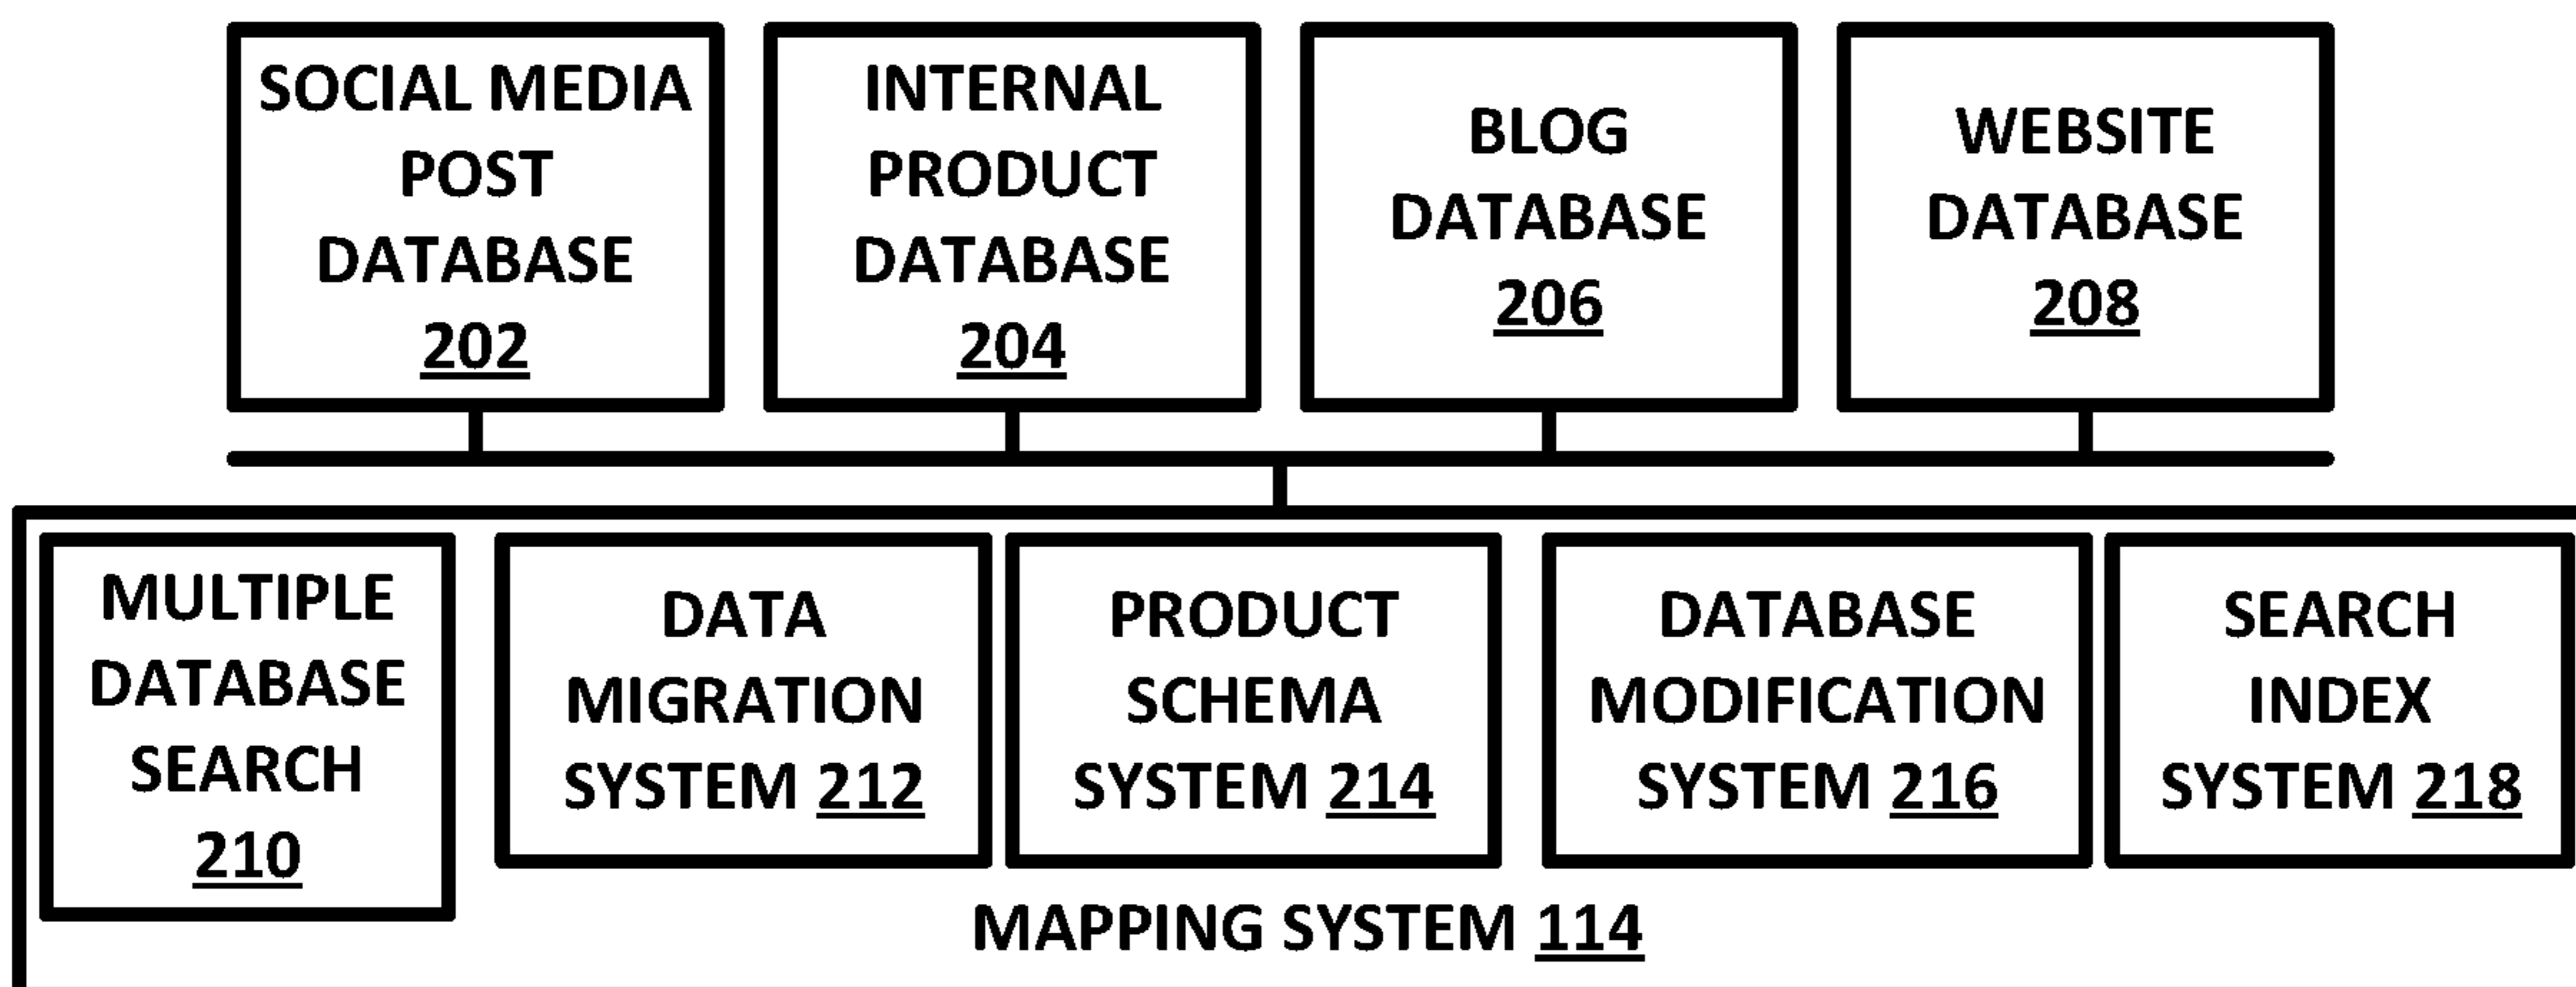 SOCIAL MEDIA
POST
DATABASE
202
INTERNAL
PRODUCT
DATABASE
204
BLOG
DATABASE
206
WEBSITE
DATABASE
208
MULTIPLE
DATABASE
SEARCH
210
DATA
MIGRATION
SYSTEM 212
PRODUCT
SCHEMA
SYSTEM 214
DATABASE
MODIFICATION
SYSTEM 216
SEARCH
INDEX
SYSTEM 218
MAPPING SYSTEM 114